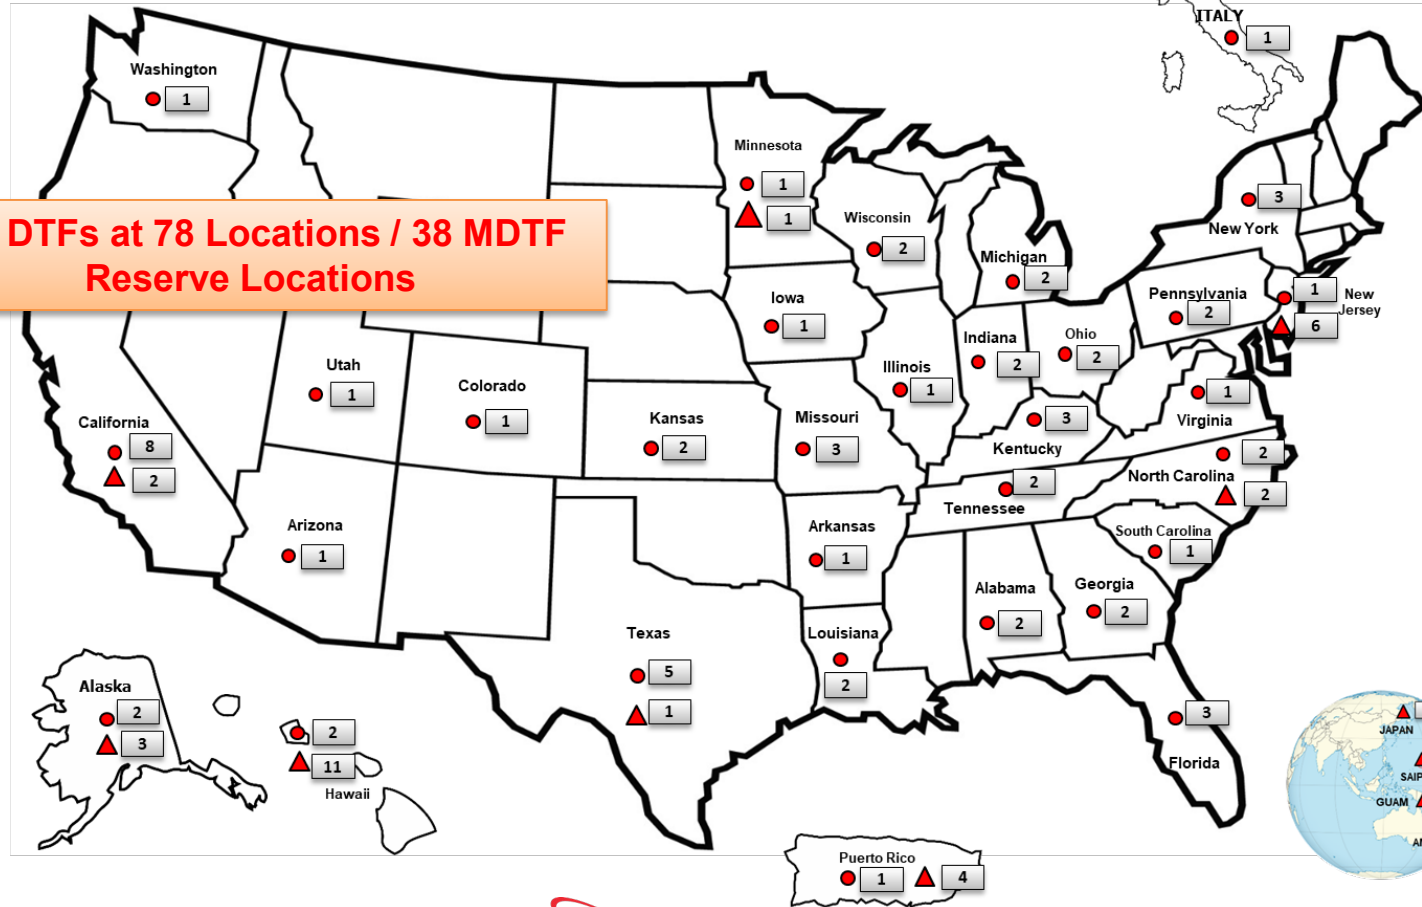 ITALY
1
Washington
1
Minnesota
1
1
Wisconsin
2
Michigan
2
3
New York
DTFs at 78 Locations / 38 MDTF
Reserve Locations
Iowa
1
Pennsylvania
2
1
New
Jersey
6
Utah
1
Colorado
1
Illinois
1
Indiana
2
Ohio
2
1
Virginia
California
8
2
Kansas
2
Missouri
3
3
Kentucky
2
Tennessee
2
North Carolina
2
Arizona
1
Arkansas
1
South Carolina
1
Alabama
2
Georgia
2
Texas
5
1
Louisiana
2
3
Florida
Alaska
2
3
2
11
Hawaii
JAPAN
SAIP
GUAM
Puerto Rico
1
4